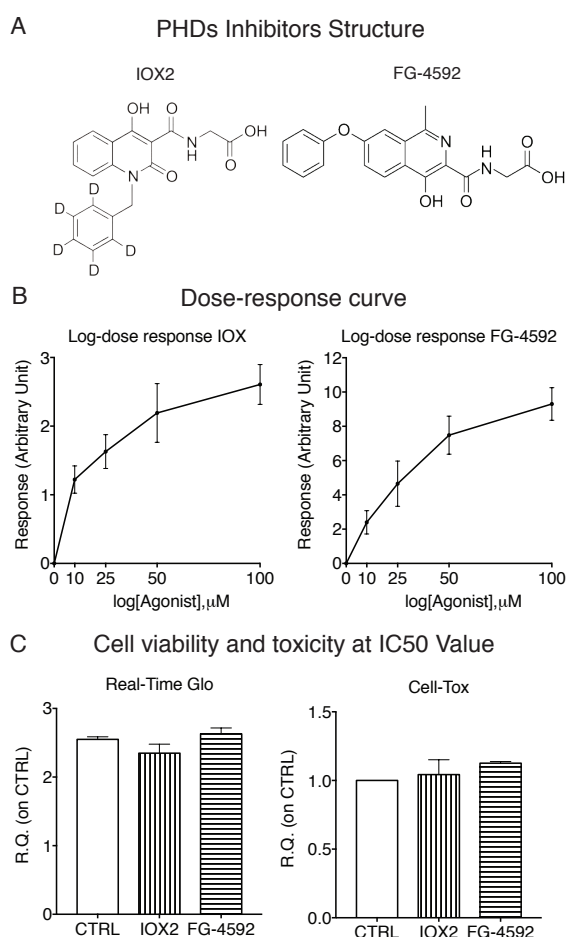 A
PHDs Inhibitors Structure
IOX2
FG-4592
OH
O
N
H
O
OH
N
O
D
D
D
D
D
O
N
OH
O
H
N
O
OH
B
Dose-response curve
Log-dose response IOX
Response (Arbitrary Unit)
3
2
1
0
0 10 25 50 100
log[Agonist],μM
Log-dose response FG-4592
Response (Arbitrary Unit)
12
10
8
6
4
2
0
0 10 25 50 100
log[Agonist],μM
C
Cell viability and toxicity at IC50 Value
Real-Time Glo
R.Q. (on CTRL)
3
2
1
0
CTRL IOX2 FG-4592
Cell-Tox
R.Q. (on CTRL)
1.5
1.0
0.5
0.0
CTRL IOX2 FG-4592